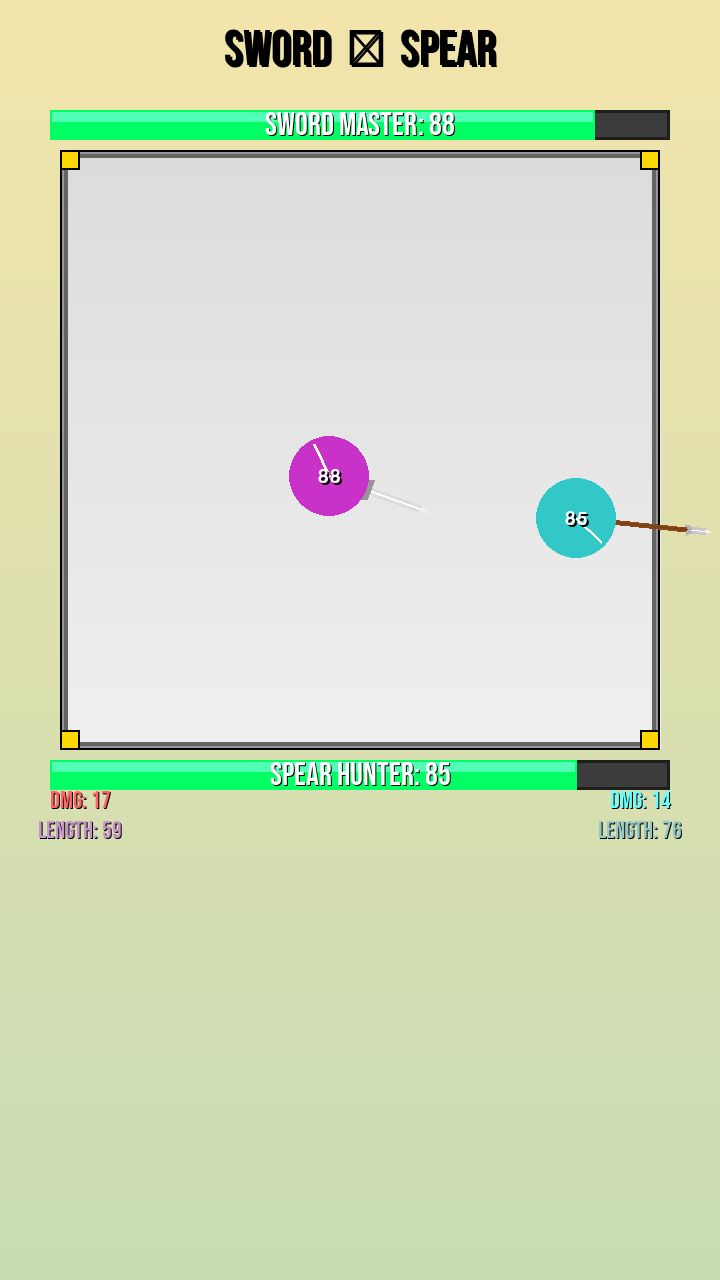 SWORD SPEAR
SWORD MASTER: 88
88
85
SPEAR HUNTER: 85
DMG: 17
DMG: 14
LENGTH: 59
LENGTH: 76